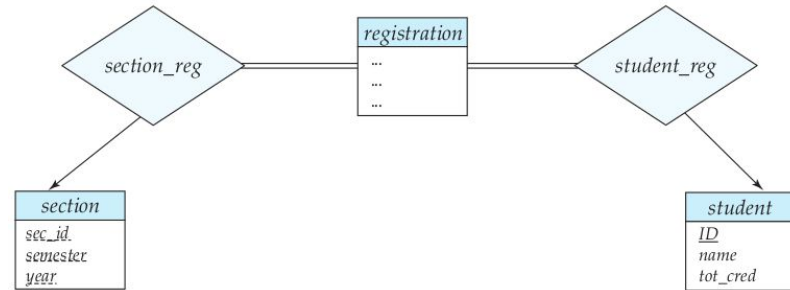 registration
section_reg
student_reg
...
...
...
section
sec_id
semester
year
student
ID
name
tot_cred